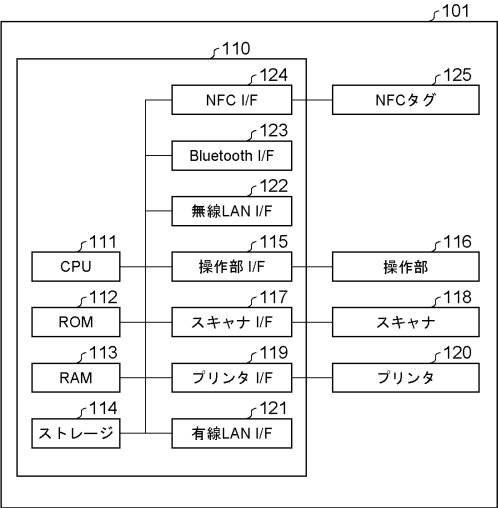 101
110
124
NFC I/F
125
NFCタグ
123
Bluetooth I/F
122
無線LAN I/F
111
CPU
115
操作部 I/F
116
操作部
112
ROM
117
スキャナ I/F
118
スキャナ
113
RAM
119
プリンタ I/F
120
プリンタ
114
ストレージ
121
有線LAN I/F